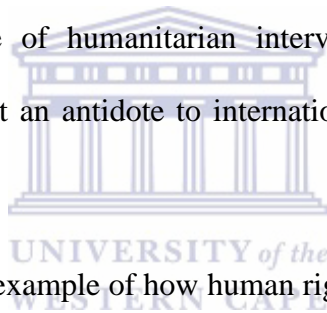 e of humanitarian interv
t an antidote to internatio
UNIVERSITY of the
example of how human rig
WESTERN CAPE